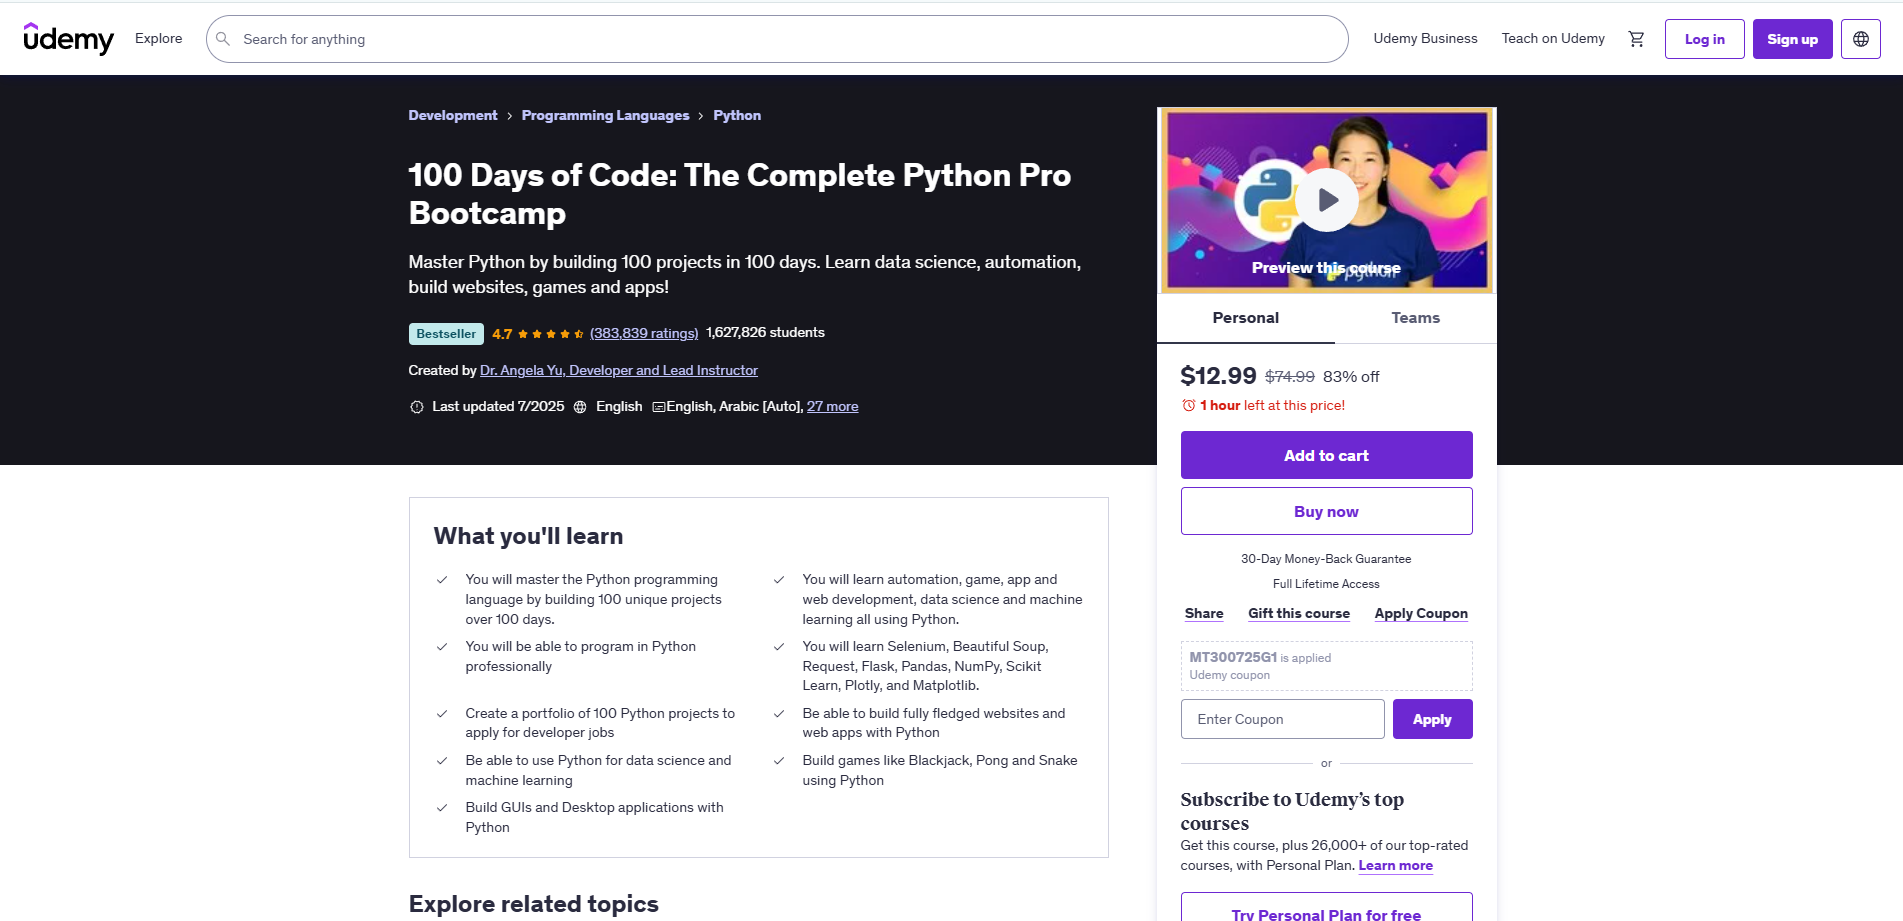 udemy
Explore
Search for anything
Udemy Business
Teach on Udemy
Log in
Sign up
Development › Programming Languages › Python
100 Days of Code: The Complete Python Pro
Bootcamp
Master Python by building 100 projects in 100 days. Learn data science, automation,
build websites, games and apps!
Bestseller 4.7 (383,839 ratings) 1,627,826 students
Created by Dr. Angela Yu, Developer and Lead Instructor
Last updated 7/2025 English English, Arabic [Auto], 27 more
Preview this course
python
Personal
Teams
$12.99 $74.99 83% off
1 hour left at this price!
Add to cart
Buy now
30-Day Money-Back Guarantee
Full Lifetime Access
Share
Gift this course
Apply Coupon
MT300725G1 is applied
Udemy coupon
Enter Coupon
Apply
or
Subscribe to Udemy’s top
courses
Get this course, plus 26,000+ of our top-rated
courses, with Personal Plan. Learn more
Try Personal Plan for free
What you'll learn
You will master the Python programming
language by building 100 unique projects
over 100 days.
You will learn automation, game, app and
web development, data science and machine
learning all using Python.
You will be able to program in Python
professionally
You will learn Selenium, Beautiful Soup,
Request, Flask, Pandas, NumPy, Scikit
Learn, Plotly, and Matplotlib.
Create a portfolio of 100 Python projects to
apply for developer jobs
Be able to build fully fledged websites and
web apps with Python
Be able to use Python for data science and
machine learning
Build games like Blackjack, Pong and Snake
using Python
Build GUIs and Desktop applications with
Python
Explore related topics